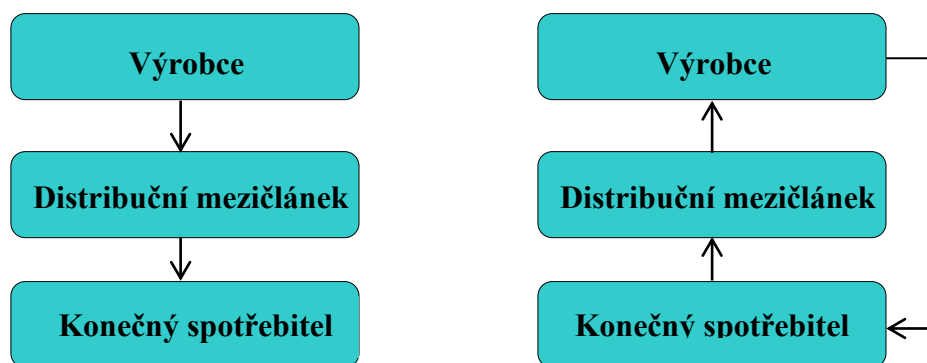 Výrobce
Výrobce
Distribuční mezičlánek
Distribuční mezičlánek
Konečný spotřebitel
Konečný spotřebitel